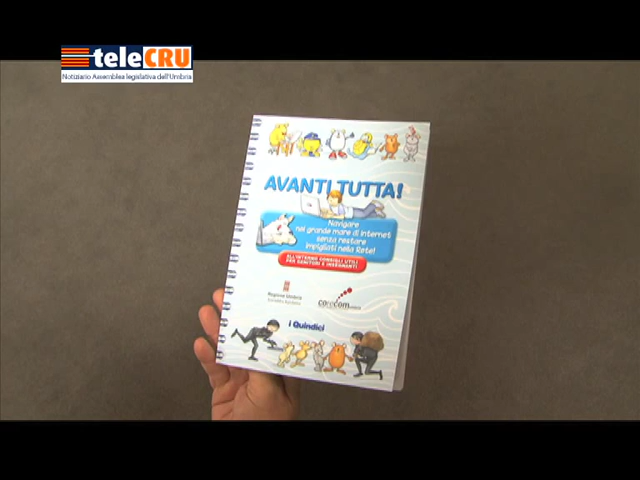 teleCRU
Notiziario Assemblea legislativa dell'Umbria
AVANTI TUTTA!
Navigare
nel grande mare di Internet
senza restare
impigliati nella Rete!
ALL'INTERNO CONSIGLI UTILI
PER GENITORI E INSEGNANTI
Regione Umbria
corecom
i Quindici